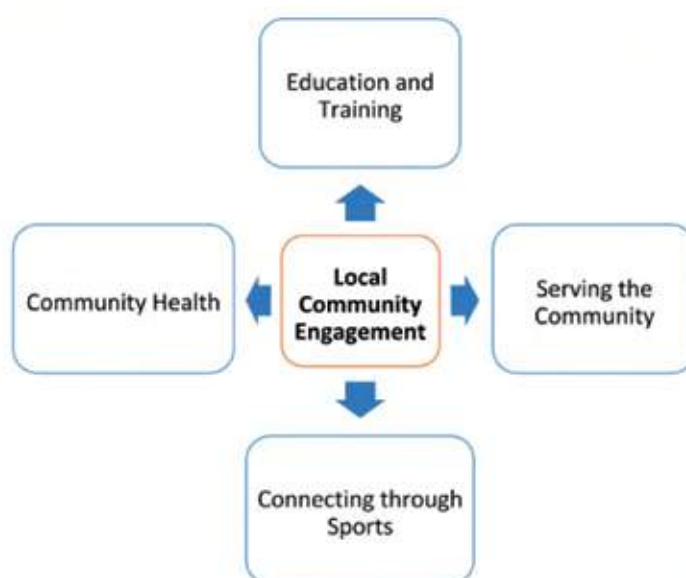 Education and
Training
Community Health
Local
Community
Engagement
Serving the
Community
Connecting through
Sports